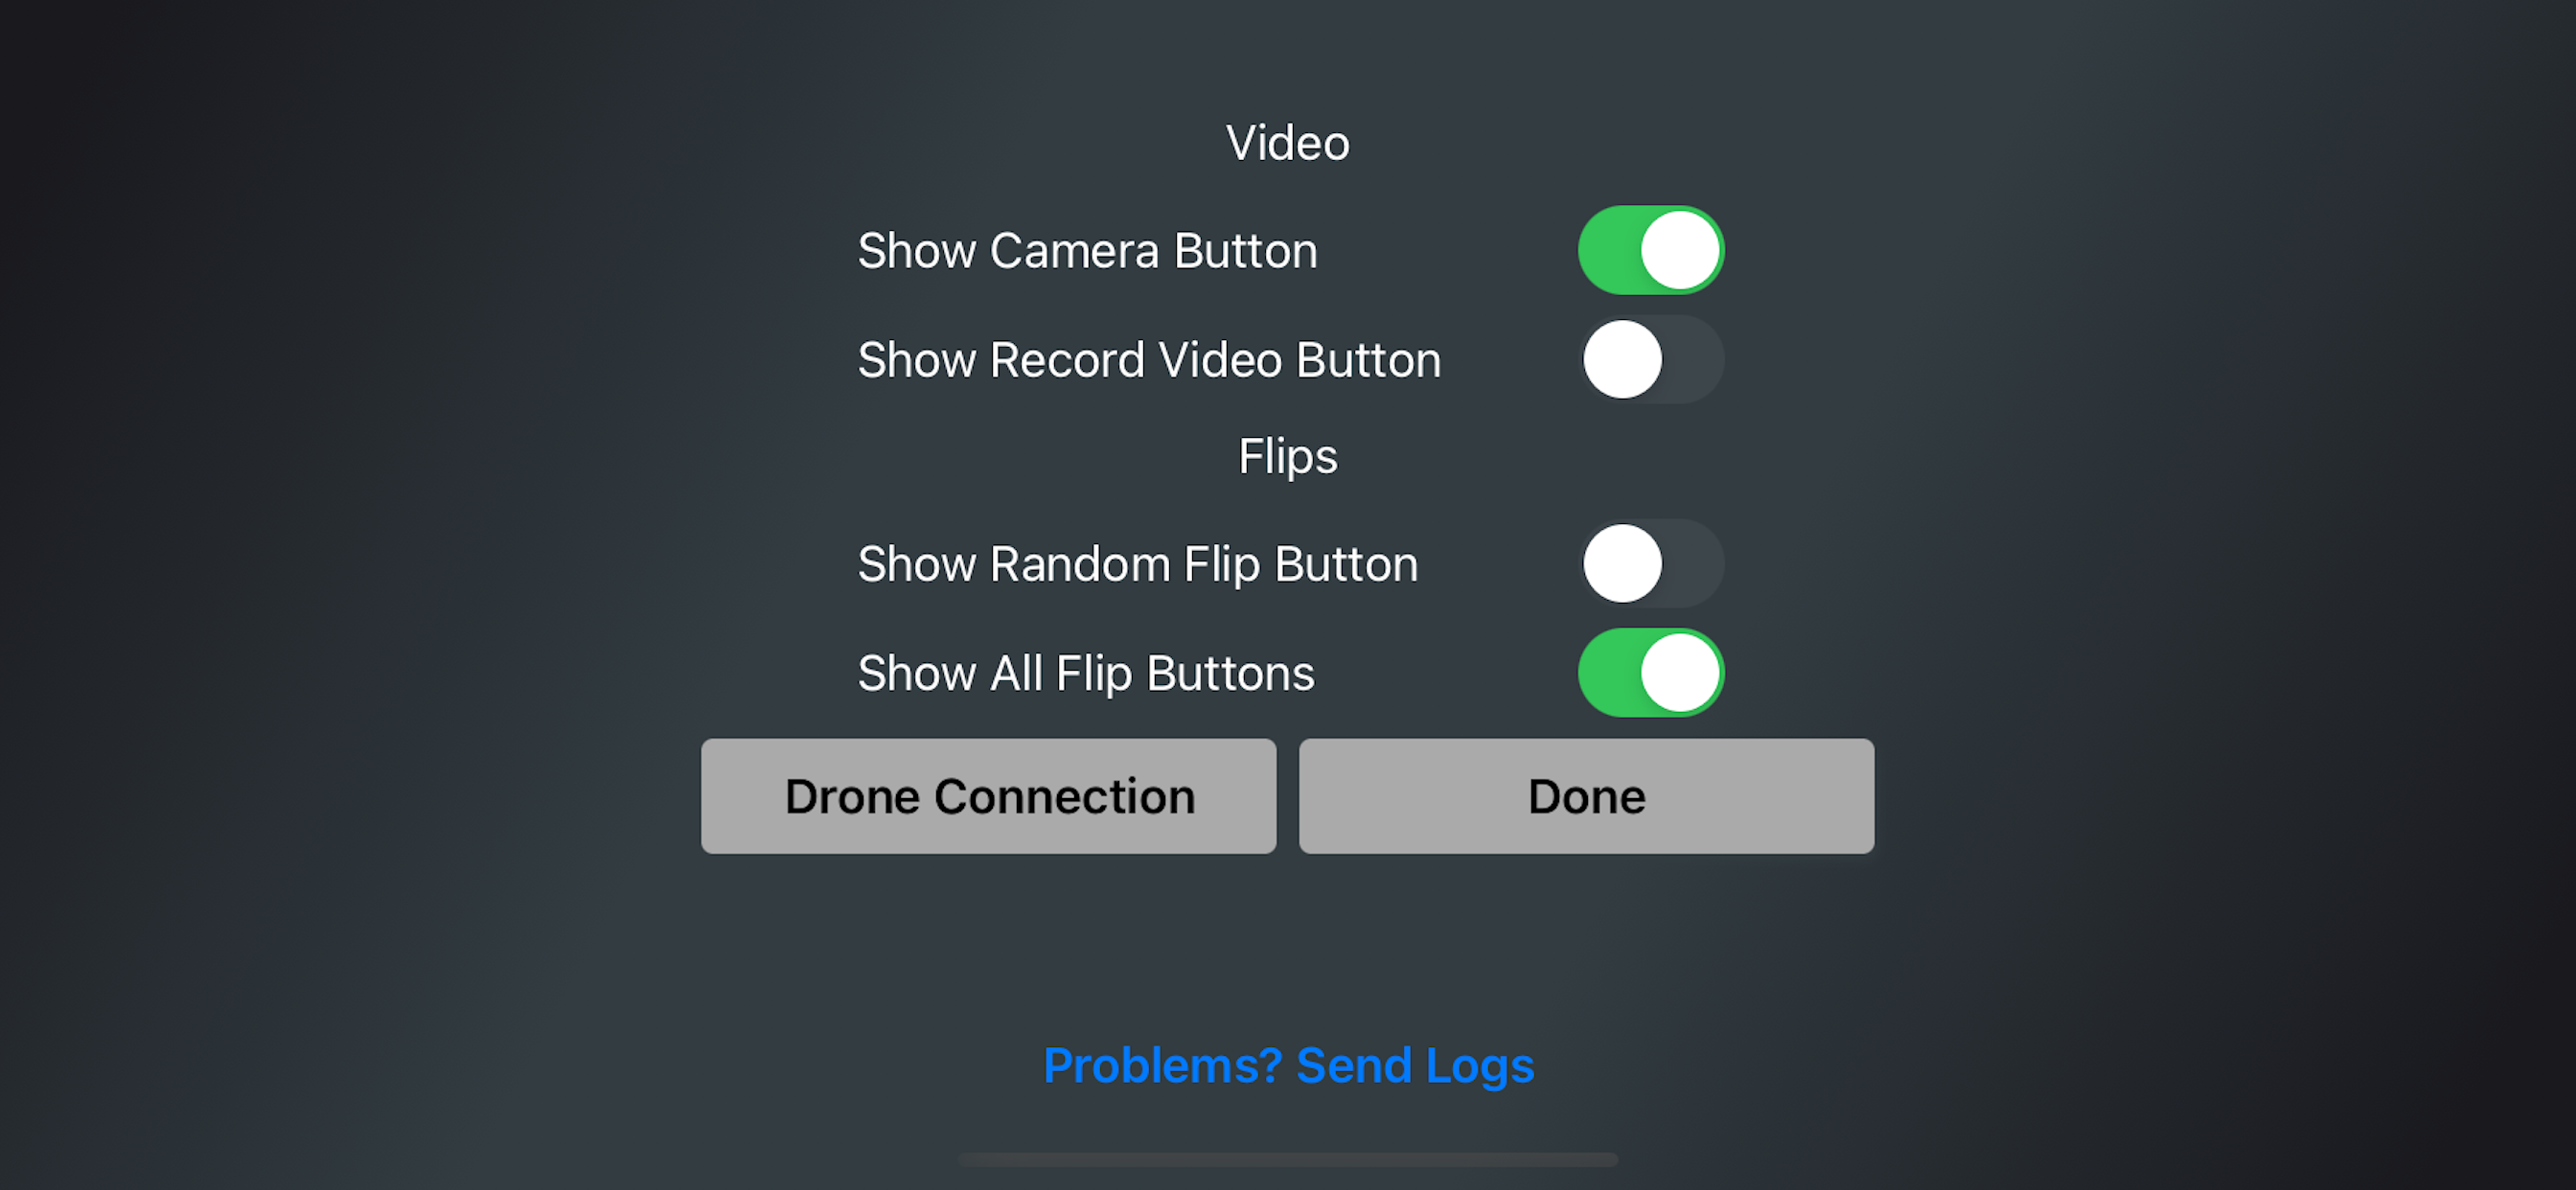 Video
Show Camera Button
Show Record Video Button
Flips
Show Random Flip Button
Show All Flip Buttons
Drone Connection
Done
Problems? Send Logs